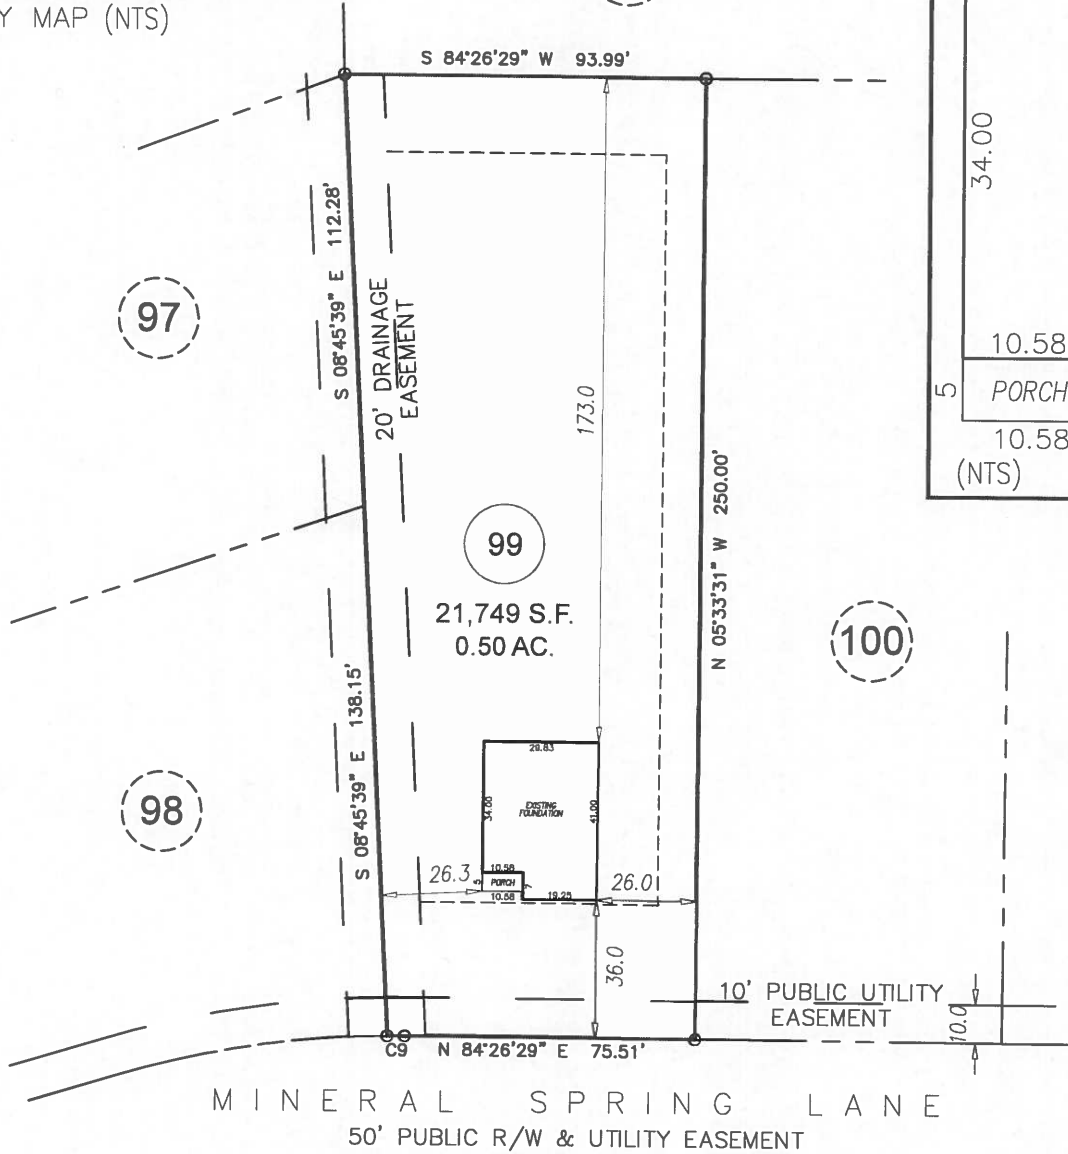 Y MAP (NTS)
S 84°26'29" W 93.99'
34.00
10.58
5
PORCH
10.58
(NTS)
S 08°45'39" E 112.28'
20' DRAINAGE
EASEMENT
173.0
97
N 05°33'31" W 250.00'
99
21,749 S.F.
0.50 AC.
100
S 08°45'39" E 138.15'
98
29.83
34.00
EXISTING
FOUNDATION
41.00
10.58
5
PORCH
7
10.58
19.25
26.3
26.0
36.0
10' PUBLIC UTILITY
EASEMENT
10.0
C9
N 84°26'29" E 75.51'
MINERAL SPRING LANE
50' PUBLIC R/W & UTILITY EASEMENT